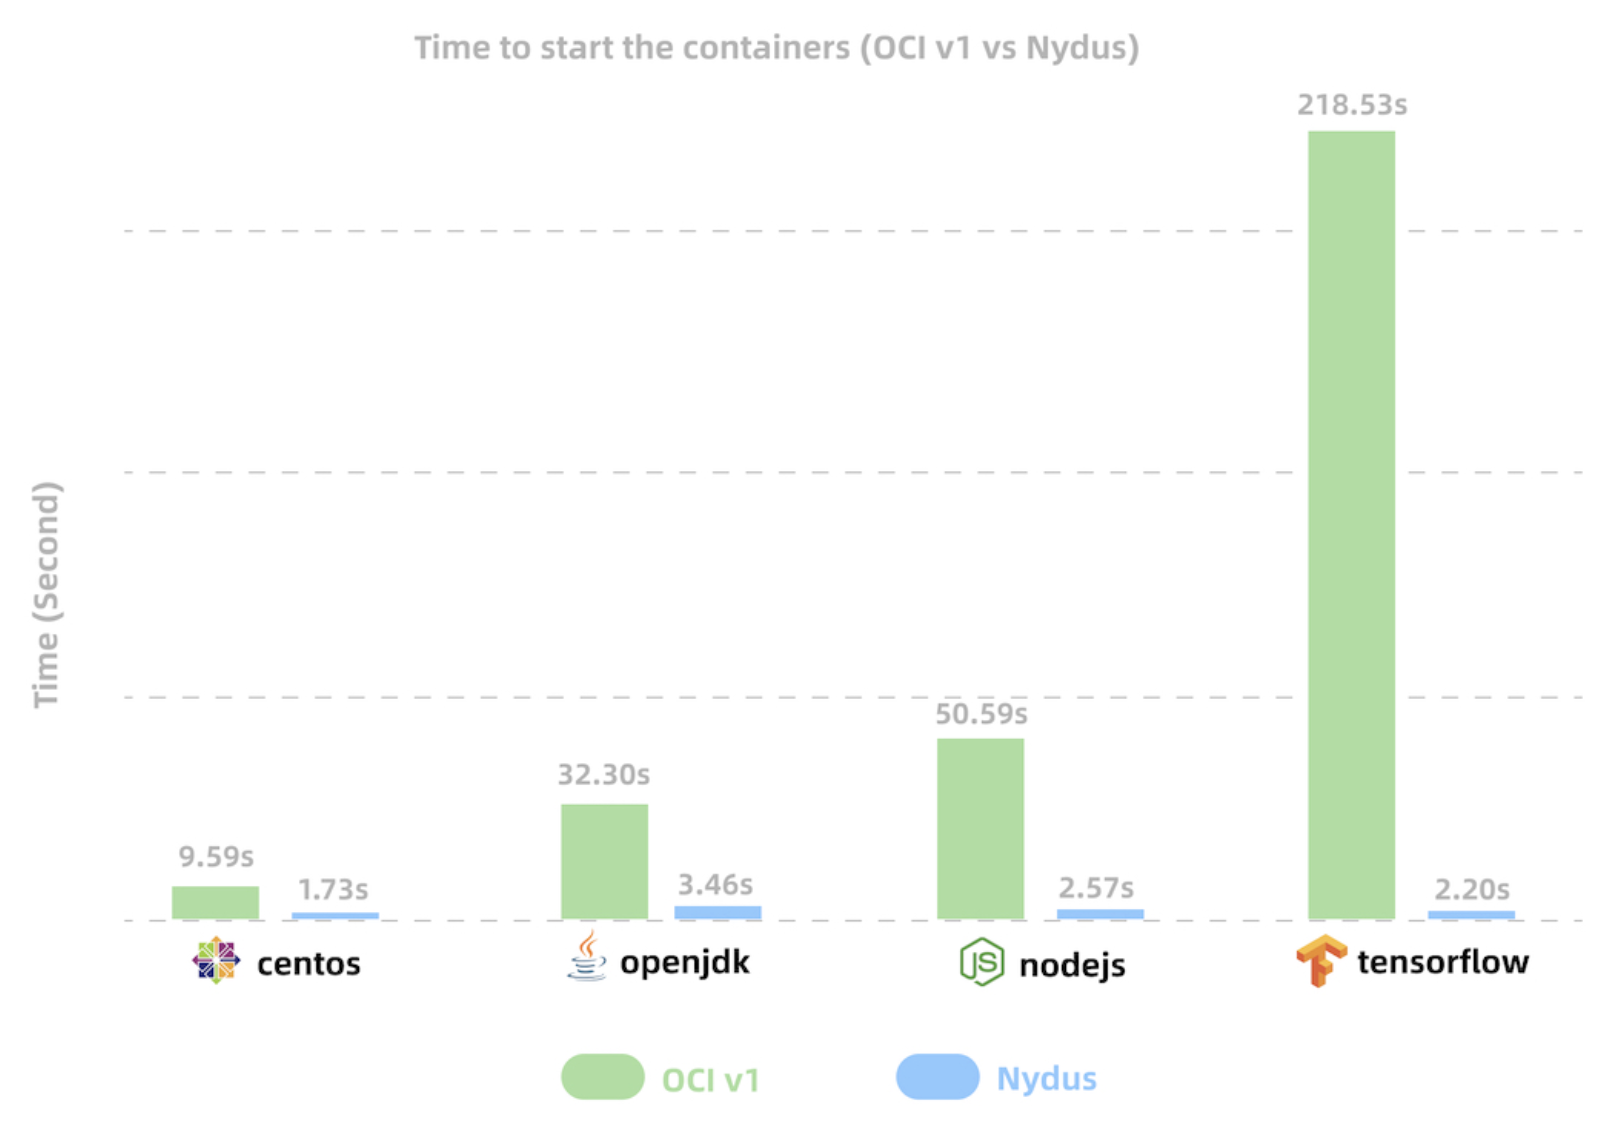 Time to start the containers (OCI v1 vs Nydus)
218.53s
50.59s
32.30s
9.59s
1.73s
3.46s
2.57s
2.20s
Time (Second)
centos
openjdk
JS
nodejs
tensorflow
OCI v1
Nydus